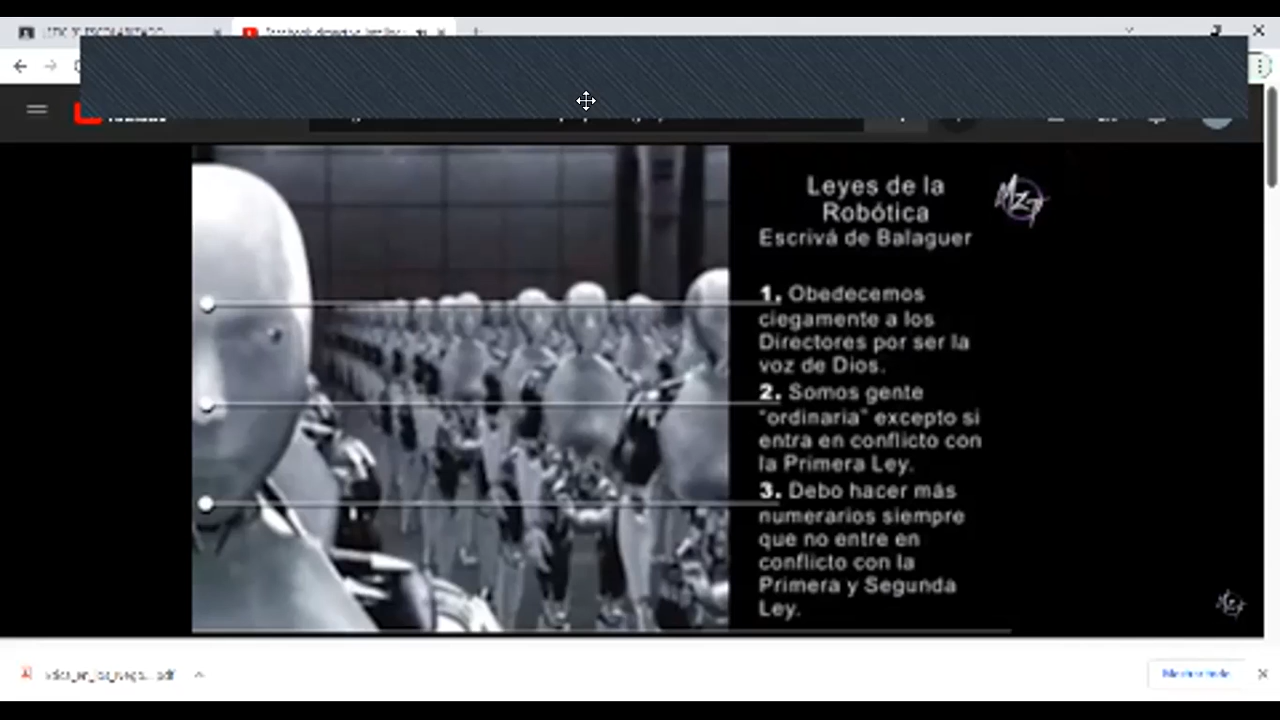 Leyes de la
Robótica
Escrivá de Balaguer
1. Obedecemos
ciegamente a los
Directores por ser la
voz de Dios.
2. Somos gente
"ordinaria" excepto si
entra en conflicto con
la Primera Ley.
3. Debo hacer más
numerarios siempre
que no entre en
conflicto con la
Primera y Segunda
Ley.